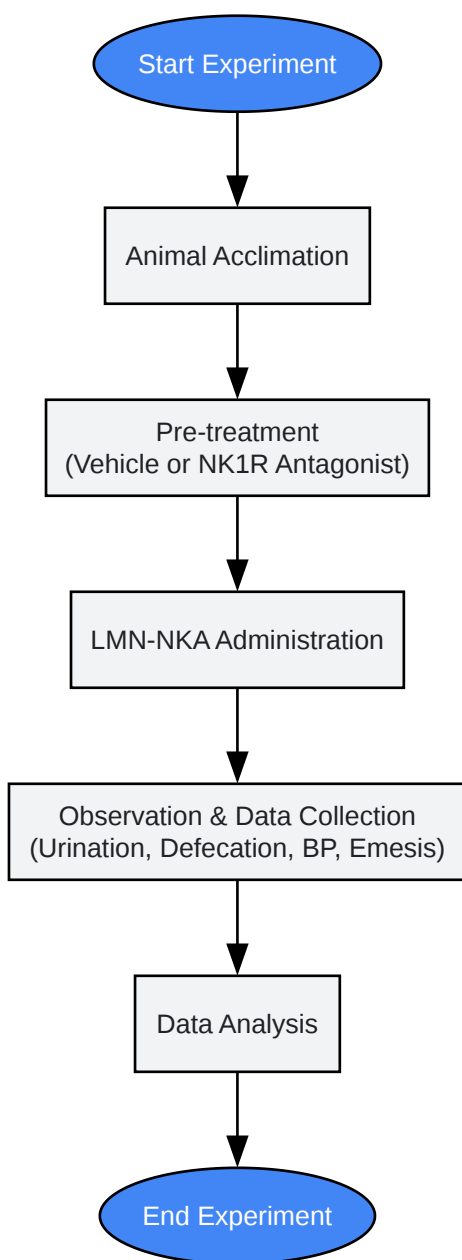 Start Experiment
Animal Acclimation
Pre-treatment
(Vehicle or NK1R Antagonist)
LMN-NKA Administration
Observation & Data Collection
(Urination, Defecation, BP, Emesis)
Data Analysis
End Experiment